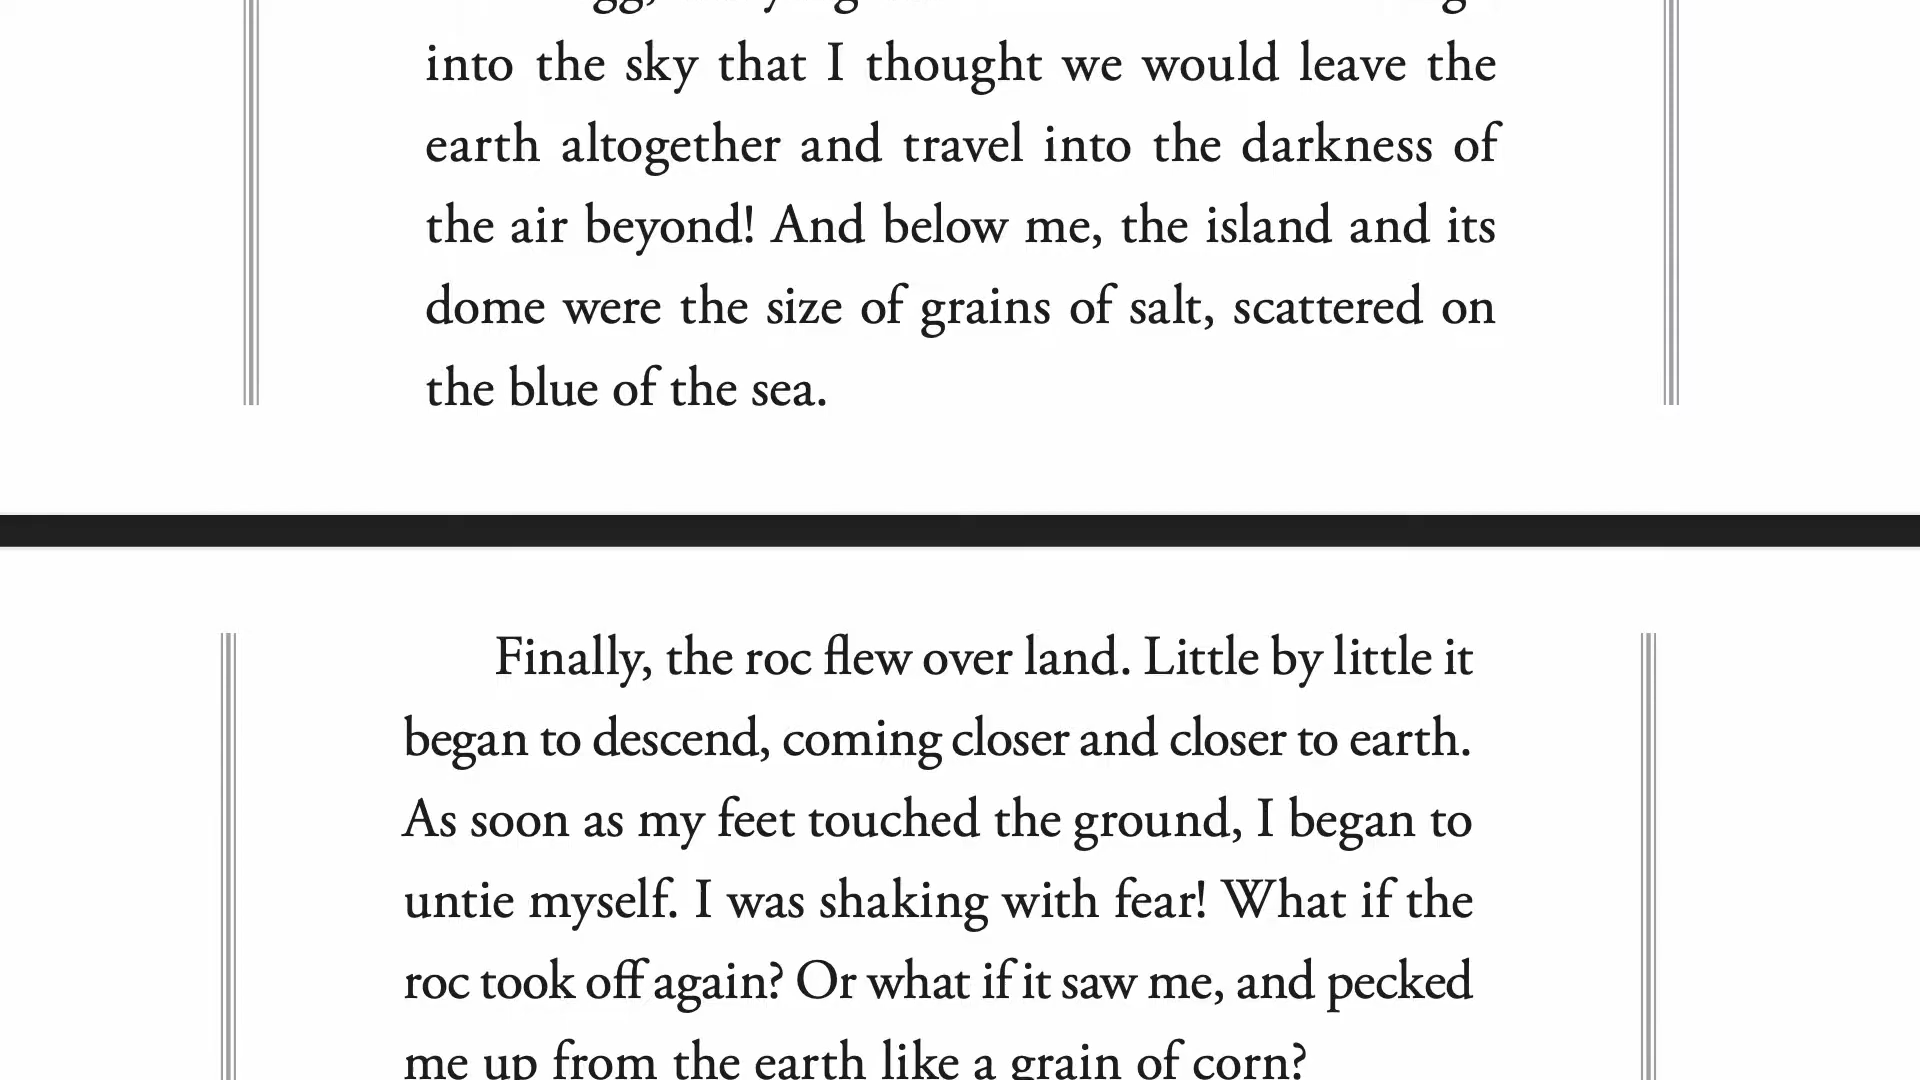 into the sky that I thought we would leave the
earth altogether and travel into the darkness of
the air beyond! And below me, the island and its
dome were the size of grains of salt, scattered on
the blue of the sea.
Finally, the roc flew over land. Little by little it
began to descend, coming closer and closer to earth.
As soon as my feet touched the ground, I began to
untie myself. I was shaking with fear! What if the
roc took off again? Or what if it saw me, and pecked
me up from the earth like a grain of corn?